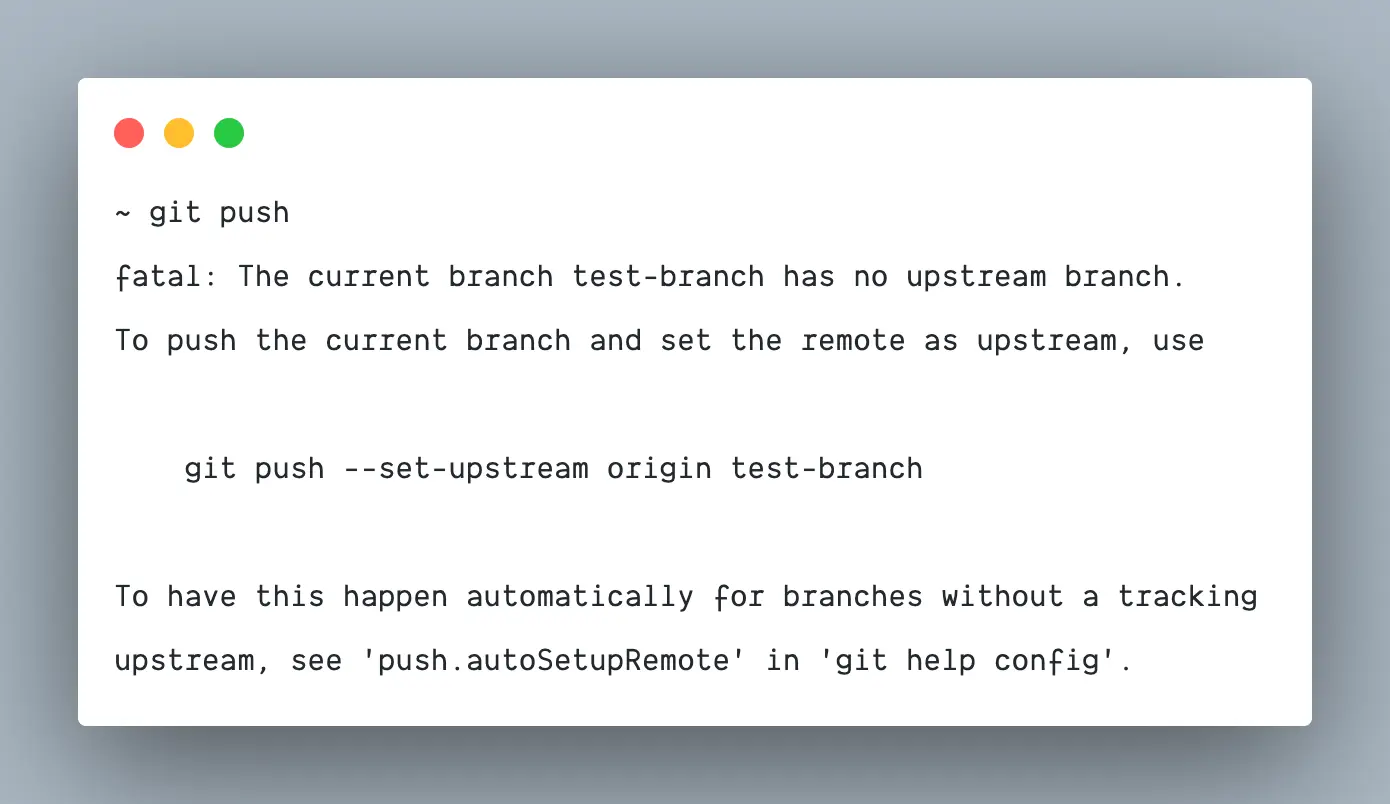 ~ git push
fatal: The current branch test-branch has no upstream branch.
To push the current branch and set the remote as upstream, use
git push --set-upstream origin test-branch
To have this happen automatically for branches without a tracking
upstream, see 'push.autoSetupRemote' in 'git help config'.